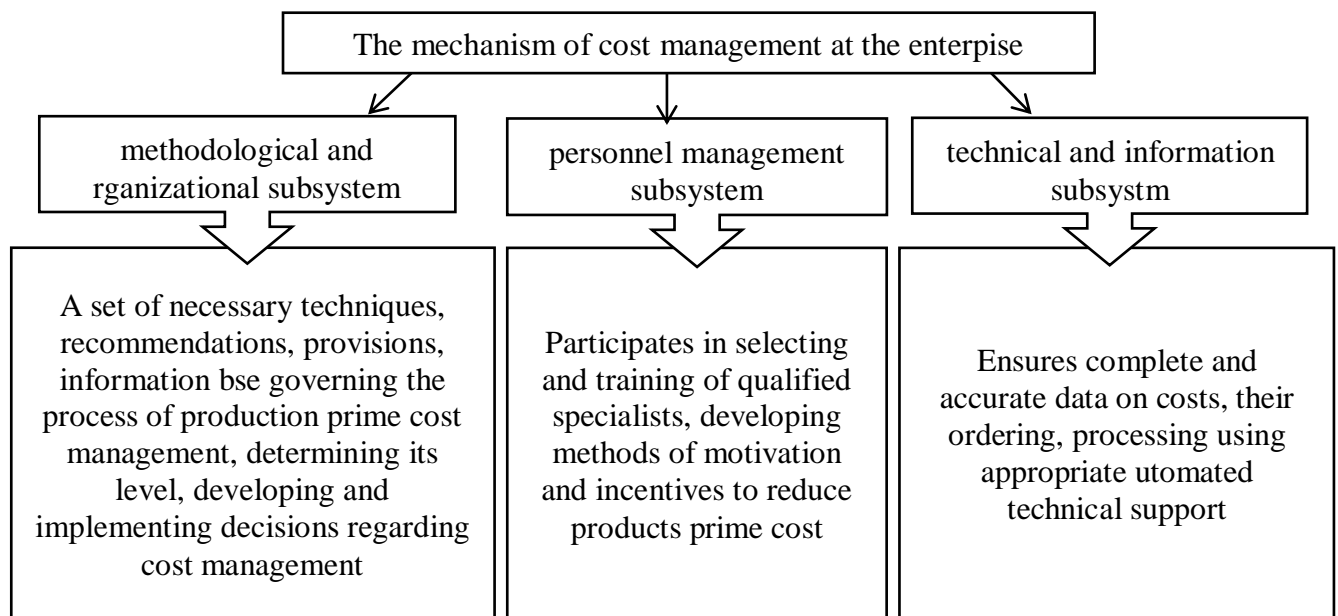 The mechanism of cost management at the enterpise
methodological and
rganizational subsystem
personnel management
subsystem
technical and information
subsystm
A set of necessary techniques,
recommendations, provisions,
information bse governing the
process of production prime cost
management, determining its
level, developing and
implementing decisions regarding
cost management
Participates in selecting
and training of qualified
specialists, developing
methods of motivation
and incentives to reduce
products prime cost
Ensures complete and
accurate data on costs, their
ordering, processing using
appropriate utomated
technical support